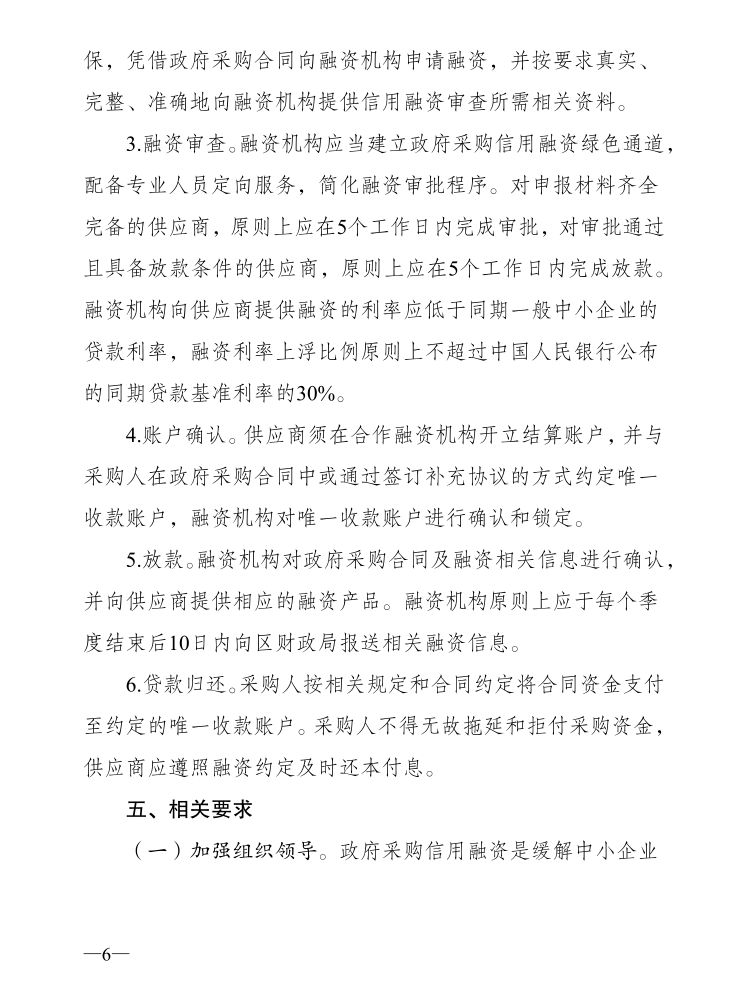 保，凭借政府采购合同向融资机构申请融资，并按要求真实、
完整、准确地向融资机构提供信用融资审查所需相关资料。
3.融资审查。融资机构应当建立政府采购信用融资绿色通道，
配备专业人员定向服务，简化融资审批程序。对申报材料齐全
完备的供应商，原则上应在5个工作日内完成审批，对审批通过
且具备放款条件的供应商，原则上应在5个工作日内完成放款。
融资机构向供应商提供融资的利率应低于同期一般中小企业的
贷款利率，融资利率上浮比例原则上不超过中国人民银行公布
的同期贷款基准利率的30%。
4.账户确认。供应商须在合作融资机构开立结算账户，并与
采购人在政府采购合同中或通过签订补充协议的方式约定唯一
收款账户，融资机构对唯一收款账户进行确认和锁定。
5.放款。融资机构对政府采购合同及融资相关信息进行确认，
并向供应商提供相应的融资产品。融资机构原则上应于每个季
度结束后10日内向区财政局报送相关融资信息。
6.贷款归还。采购人按相关规定和合同约定将合同资金支付
至约定的唯一收款账户。采购人不得无故拖延和拒付采购资金，
供应商应遵照融资约定及时还本付息。
五、相关要求
（一）加强组织领导。政府采购信用融资是缓解中小企业
—6—